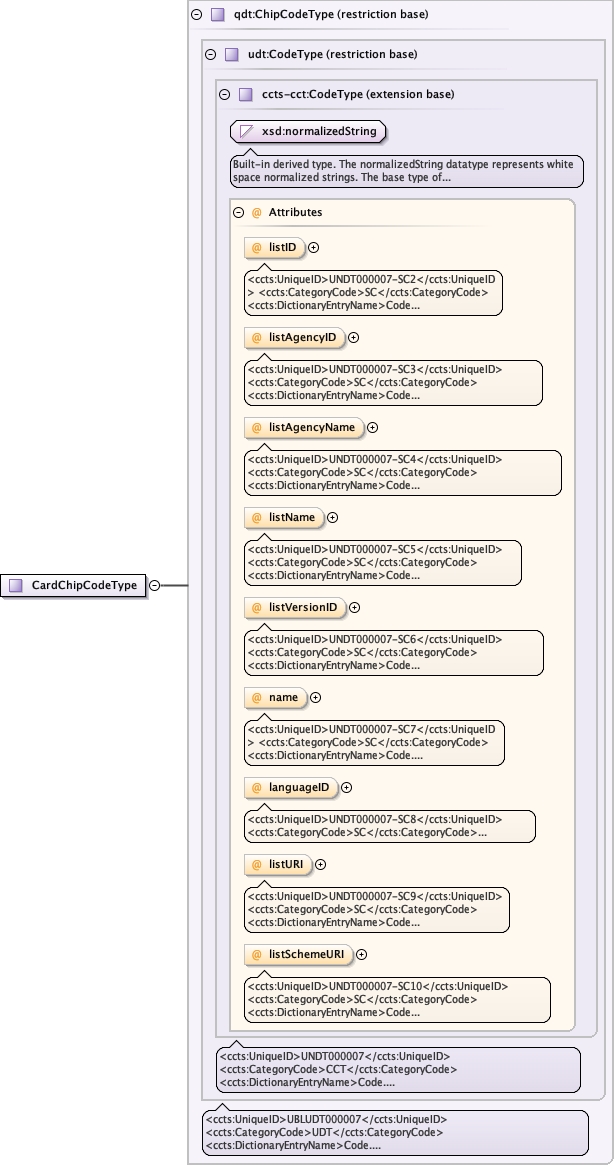 qdt:ChipCodeType (restriction base)
udt:CodeType (restriction base)
ccts-cct:CodeType (extension base)
xsd:normalizedString
Built-in derived type. The normalizedString datatype represents white
space normalized strings. The base type of...
@ Attributes
@ listID
<ccts:UniqueID>UNDT000007-SC2</ccts:UniqueID
> <ccts:CategoryCode>SC</ccts:CategoryCode>
<ccts:DictionaryEntryName>Code...
@ listAgencyID
<ccts:UniqueID>UNDT000007-SC3</ccts:UniqueID>
<ccts:CategoryCode>SC</ccts:CategoryCode>
<ccts:DictionaryEntryName>Code...
@ listAgencyName
<ccts:UniqueID>UNDT000007-SC4</ccts:UniqueID>
<ccts:CategoryCode>SC</ccts:CategoryCode>
<ccts:DictionaryEntryName>Code...
@ listName
<ccts:UniqueID>UNDT000007-SC5</ccts:UniqueID>
<ccts:CategoryCode>SC</ccts:CategoryCode>
<ccts:DictionaryEntryName>Code...
CardChipCodeType
@ listVersionID
<ccts:UniqueID>UNDT000007-SC6</ccts:UniqueID>
<ccts:CategoryCode>SC</ccts:CategoryCode>
<ccts:DictionaryEntryName>Code...
@ name
<ccts:UniqueID>UNDT000007-SC7</ccts:UniqueID
> <ccts:CategoryCode>SC</ccts:CategoryCode>
<ccts:DictionaryEntryName>Code....
@ languageID
<ccts:UniqueID>UNDT000007-SC8</ccts:UniqueID>
<ccts:CategoryCode>SC</ccts:CategoryCode>...
@ listURI
<ccts:UniqueID>UNDT000007-SC9</ccts:UniqueID>
<ccts:CategoryCode>SC</ccts:CategoryCode>
<ccts:DictionaryEntryName>Code...
@ listSchemeURI
<ccts:UniqueID>UNDT000007-SC10</ccts:UniqueID>
<ccts:CategoryCode>SC</ccts:CategoryCode>
<ccts:DictionaryEntryName>Code...
<ccts:UniqueID>UNDT000007</ccts:UniqueID>
<ccts:CategoryCode>CCT</ccts:CategoryCode>
<ccts:DictionaryEntryName>Code....
<ccts:UniqueID>UBLUDT000007</ccts:UniqueID>
<ccts:CategoryCode>UDT</ccts:CategoryCode>
<ccts:DictionaryEntryName>Code....